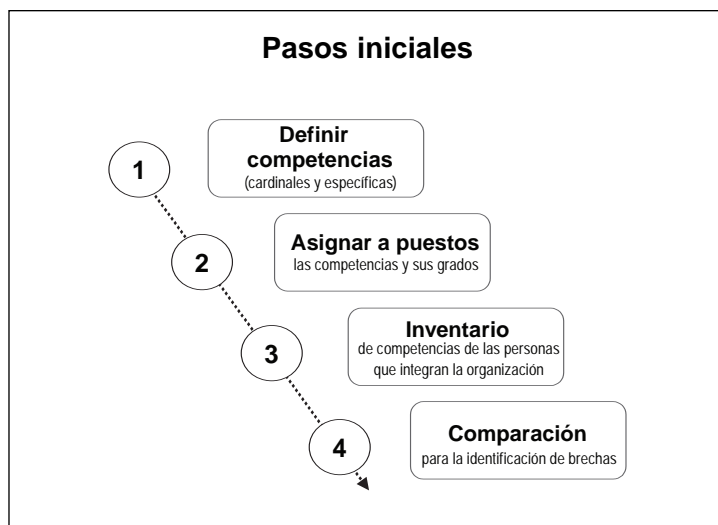 Pasos iniciales
1
Definir
competencias
(cardinales y específicas)
2
Asignar a puestos
las competencias y sus grados
3
Inventario
de competencias de las personas
que integran la organización
4
Comparación
para la identificación de brechas